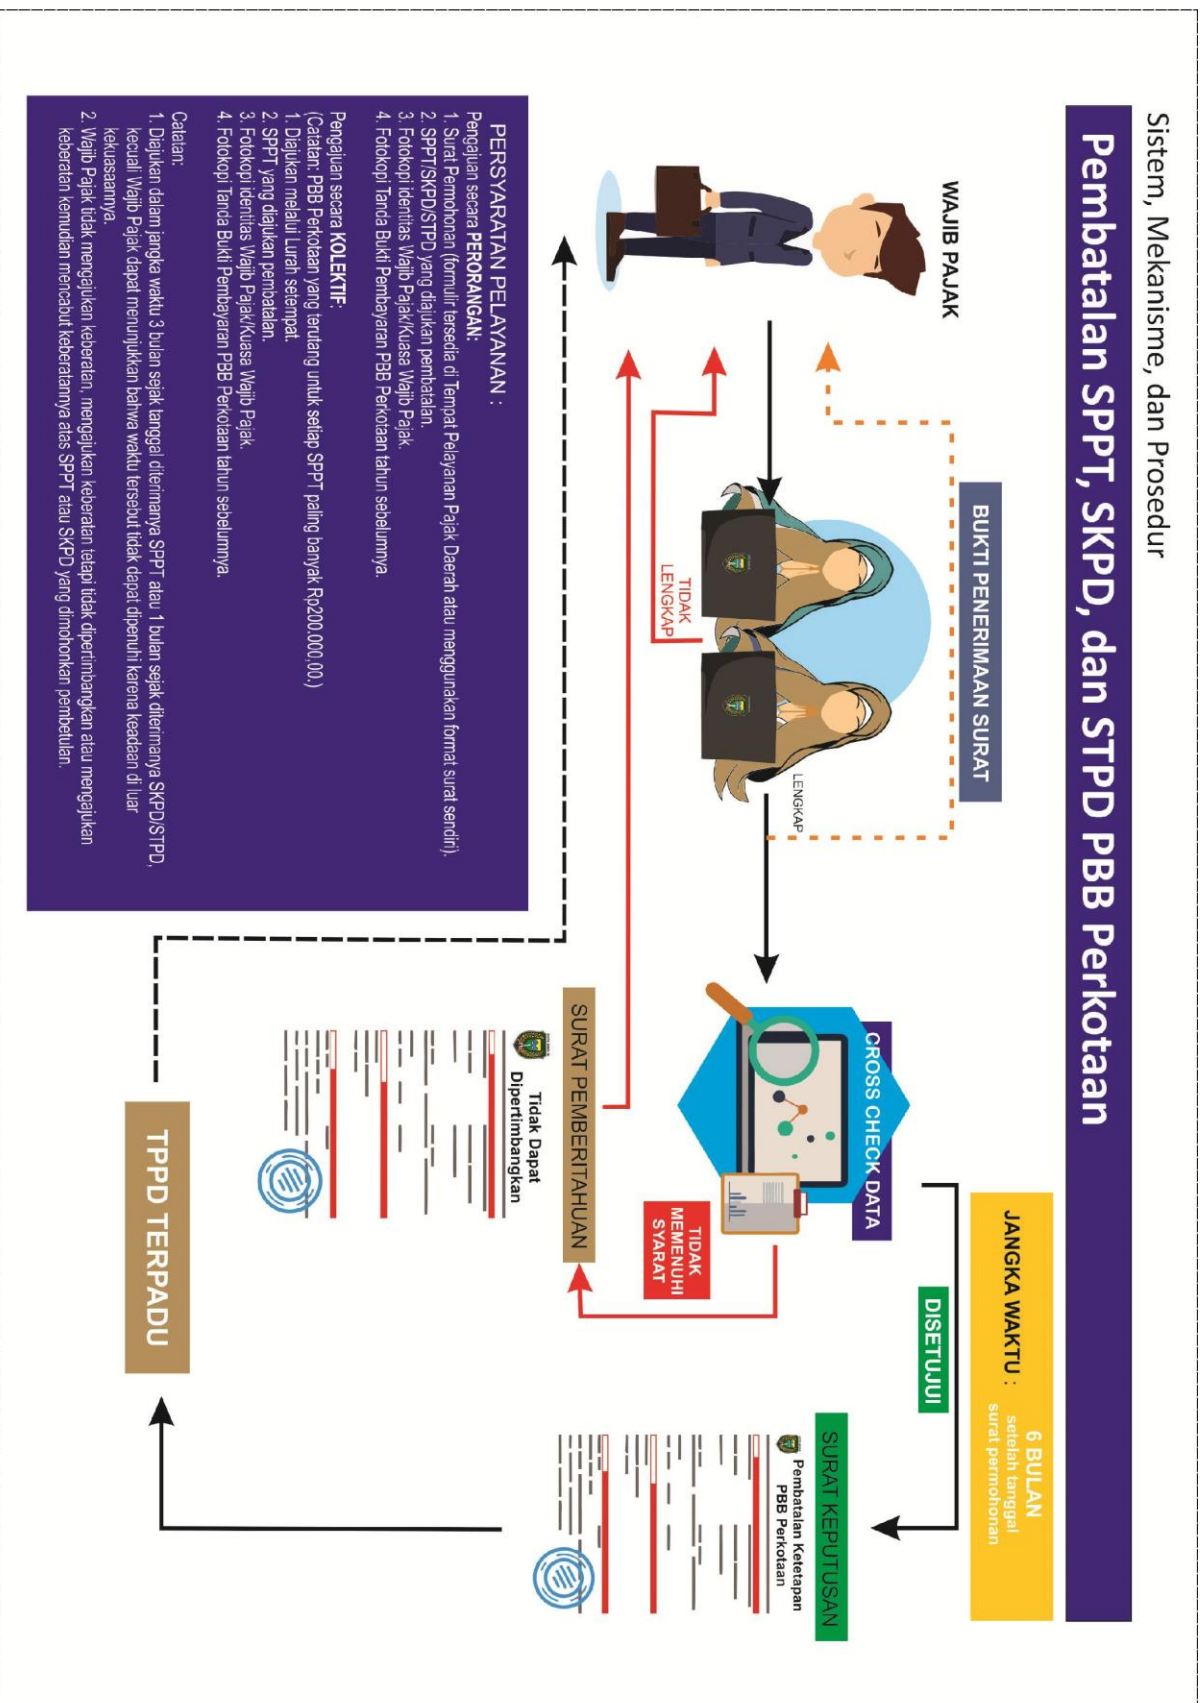 Sistem, Mekanisme, dan Prosedur
Pembatalan SPPT, SKPD, dan STPD PBB Perkotaan
WAJIB PAJAK
BUKTI PENERIMAAN SURAT
TIDAK
LENGKAP
LENGKAP
CROSS CHECK DATA
JANGKA WAKTU :
6 BULAN
setelah tanggal
surat permohonan
DISETUJUI
TIDAK
MEMENUHI
SYARAT
SURAT KEPUTUSAN
Pembatalan Ketetapan
PBB Perkotaan
SURAT PEMBERITAHUAN
Tidak Dapat
Dipertimbangkan
TPPD TERPADU
PERSYARATAN PELAYANAN :
Pengajuan secara PERORANGAN:
1. Surat Permohonan (formulir tersedia di Tempat Pelayanan Pajak Daerah atau menggunakan format surat sendiri).
2. SPPT/SKPD/STPD yang diajukan pembatalan.
3. Fotokopi identitas Wajib Pajak/Kuasa Wajib Pajak.
4. Fotokopi Tanda Bukti Pembayaran PBB Perkotaan tahun sebelumnya.
Pengajuan secara KOLEKTIF:
(Catatan: PBB Perkotaan yang terutang untuk setiap SPPT paling banyak Rp200.000,00.)
1. Diajukan melalui Lurah setempat.
2. SPPT yang diajukan pembatalan.
3. Fotokopi identitas Wajib Pajak/Kuasa Wajib Pajak.
4. Fotokopi Tanda Bukti Pembayaran PBB Perkotaan tahun sebelumnya.
Catatan:
1. Diajukan dalam jangka waktu 3 bulan sejak tanggal diterimanya SPPT atau 1 bulan sejak diterimanya SKPD/STPD,
kecuali Wajib Pajak dapat menunjukkan bahwa waktu tersebut tidak dapat dipenuhi karena keadaan di luar
kekuasaannya.
2. Wajib Pajak tidak mengajukan keberatan, mengajukan keberatan tetapi tidak dipertimbangkan atau mengajukan
keberatan kemudian mencabut keberatannya atas SPPT atau SKPD yang dimohonkan pembetulan.